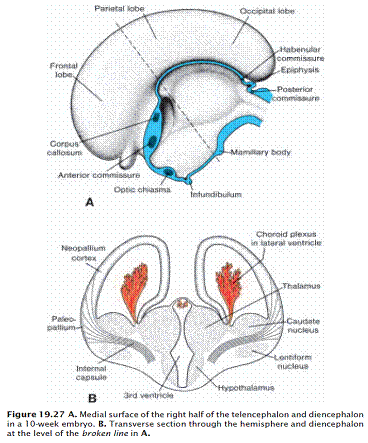 Parietal lobe
Occipital lobe
Habenular
commissure
Epiphysis
Frontal
lobe
Posterior
commissure
Corpus
callosum
Mamillary body
Anterior commissure
Optic chiasma
Infundibulum
A
Neopallium
cortex
Choroid plexus
in lataral ventricle
Thalamus
Paleo-
pallium
Caudate
nucleus
Internal
capsule
Lentiform
nucleus
3rd ventricle
Hypothalamus
B
Figure 19.27 A. Medial surface of the right half of the telencephalon and diencephalon
in a 10-week embryo. B. Transverse section through the hemisphere and diencephalon
at the level of the broken line in A.